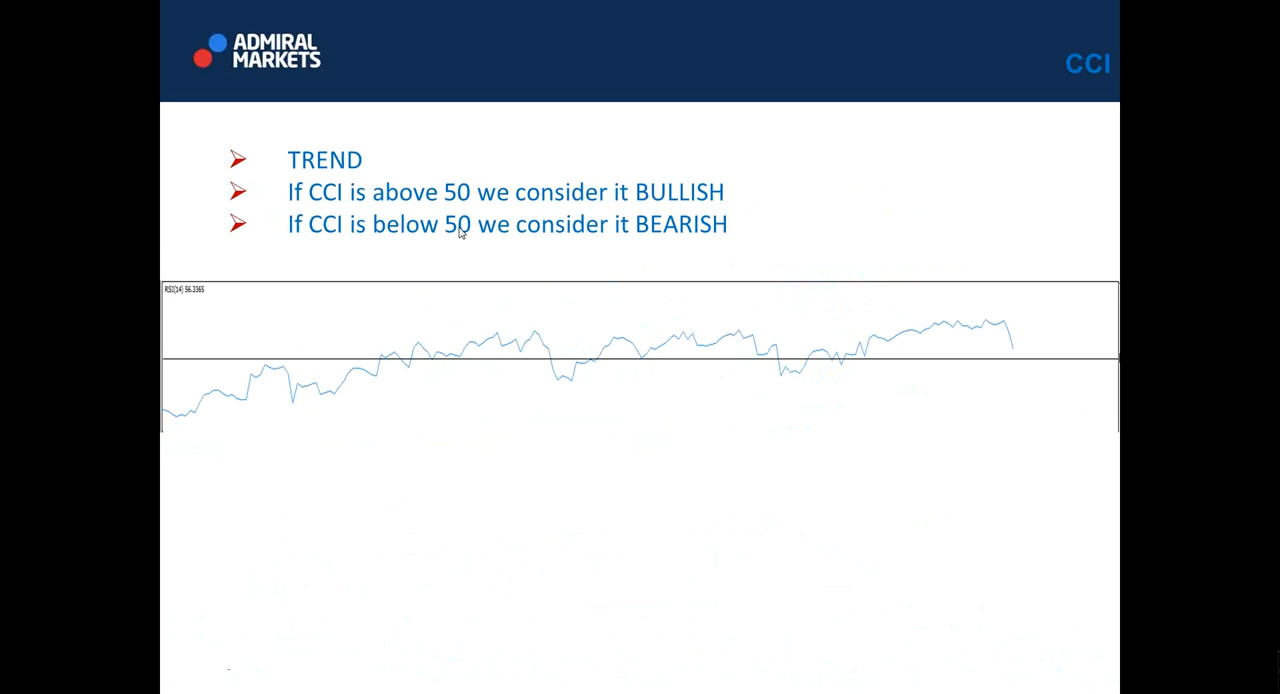 ADMIRAL
MARKETS
CCI
TREND
If CCI is above 50 we consider it BULLISH
If CCI is below 50 we consider it BEARISH
RSI(14) 56.3365